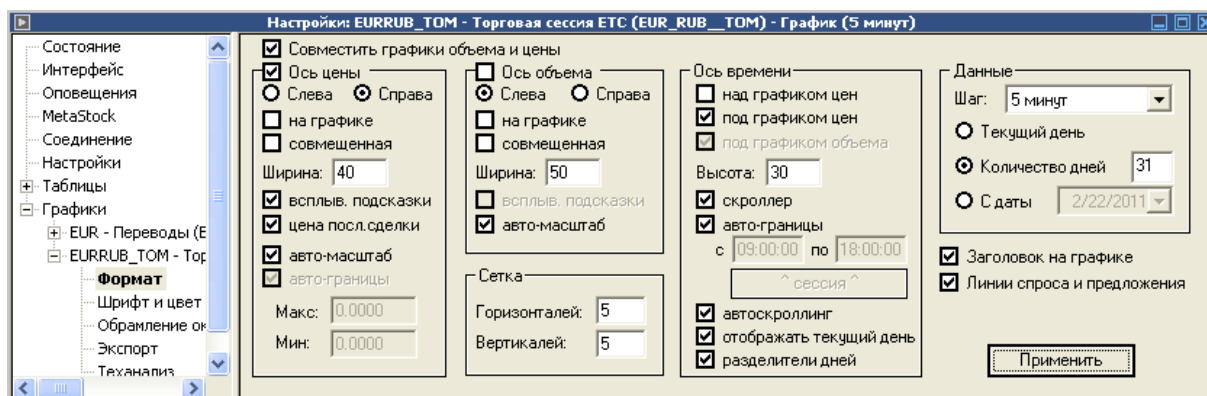 Настройки: EURRUB_TOM - Торговая сессия ETC (EUR_RUB__TOM) - График (5 минут)
Состояние
Интерфейс
Оповещения
MetaStock
Соединение
Настройки
Таблицы
Графики
EUR - Переводы (E
EURRUB_TOM - Тор
Формат
Шрифт и цвет
Обрамление ок
Экспорт
Теханализ
Совместить графики объема и цены
Ось цены
Слева Справа
на графике
совмещенная
Ширина: 40
всплыв. подсказки
цена посл.сделки
авто-масштаб
авто-границы
Макс: 0.0000
Мин: 0.0000
Ось объема
Слева Справа
на графике
совмещенная
Ширина: 50
всплыв. подсказки
авто-масштаб
Сетка
Горизонталей: 5
Вертикалей: 5
Ось времени
над графиком цен
под графиком цен
под графиком объема
Высота: 30
скроллер
авто-границы
с 09:00:00 по 18:00:00
^ сессия ^
автоскроллинг
отображать текущий день
разделители дней
Данные
Шаг: 5 минут
Текущий день
Количество дней 31
С даты 2/22/2011
Заголовок на графике
Линии спроса и предложения
Применить